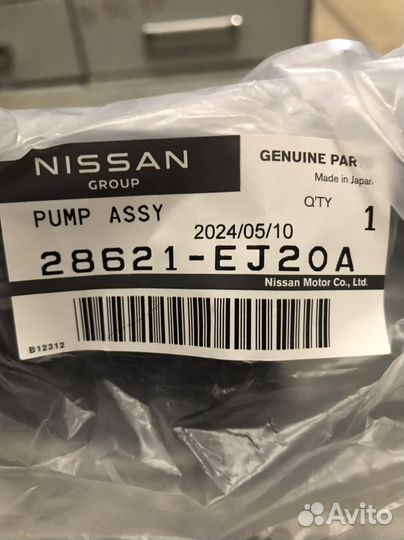 NISSAN
GROUP
GENUINE PAR
Made in Japan
PUMP ASSY
Q'TY
1
2024/05/10
28621-EJ20A
Nissan Motor Co., Ltd.
B12312
Avito